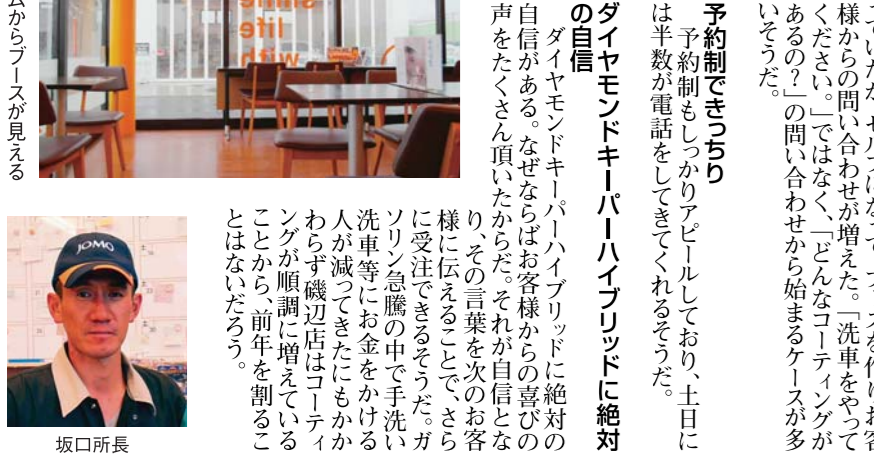 様からの問い合わせが増えた。「洗車をやって
ください。」ではなく、「どんなコーティングが
あるの？」の問い合わせから始まるケースが多
いそうだ。
予約制できっちり
予約制もしっかりアピールしており、土日に
は半数が電話をしてきてくれるそうだ。
ダイヤモンドキーパーハイブリッドに絶対
の自信
ダイヤモンドキーパーハイブリッドに絶対の
自信がある。なぜならばお客様からの喜びの
声をたくさん頂いたからだ。それが自信とな
り、その言葉を次のお客
様に伝えることで、さら
に受注できるそうだ。ガ
ソリン急騰の中で手洗い
洗車等にお金をかける
人が減ってきたにもかか
わらず磯辺店はコーティ
ングが順調に増えている
ことから、前年を割るこ
とはないだろう。
からブースが見える
smile
life
with
JOMO
坂口所長